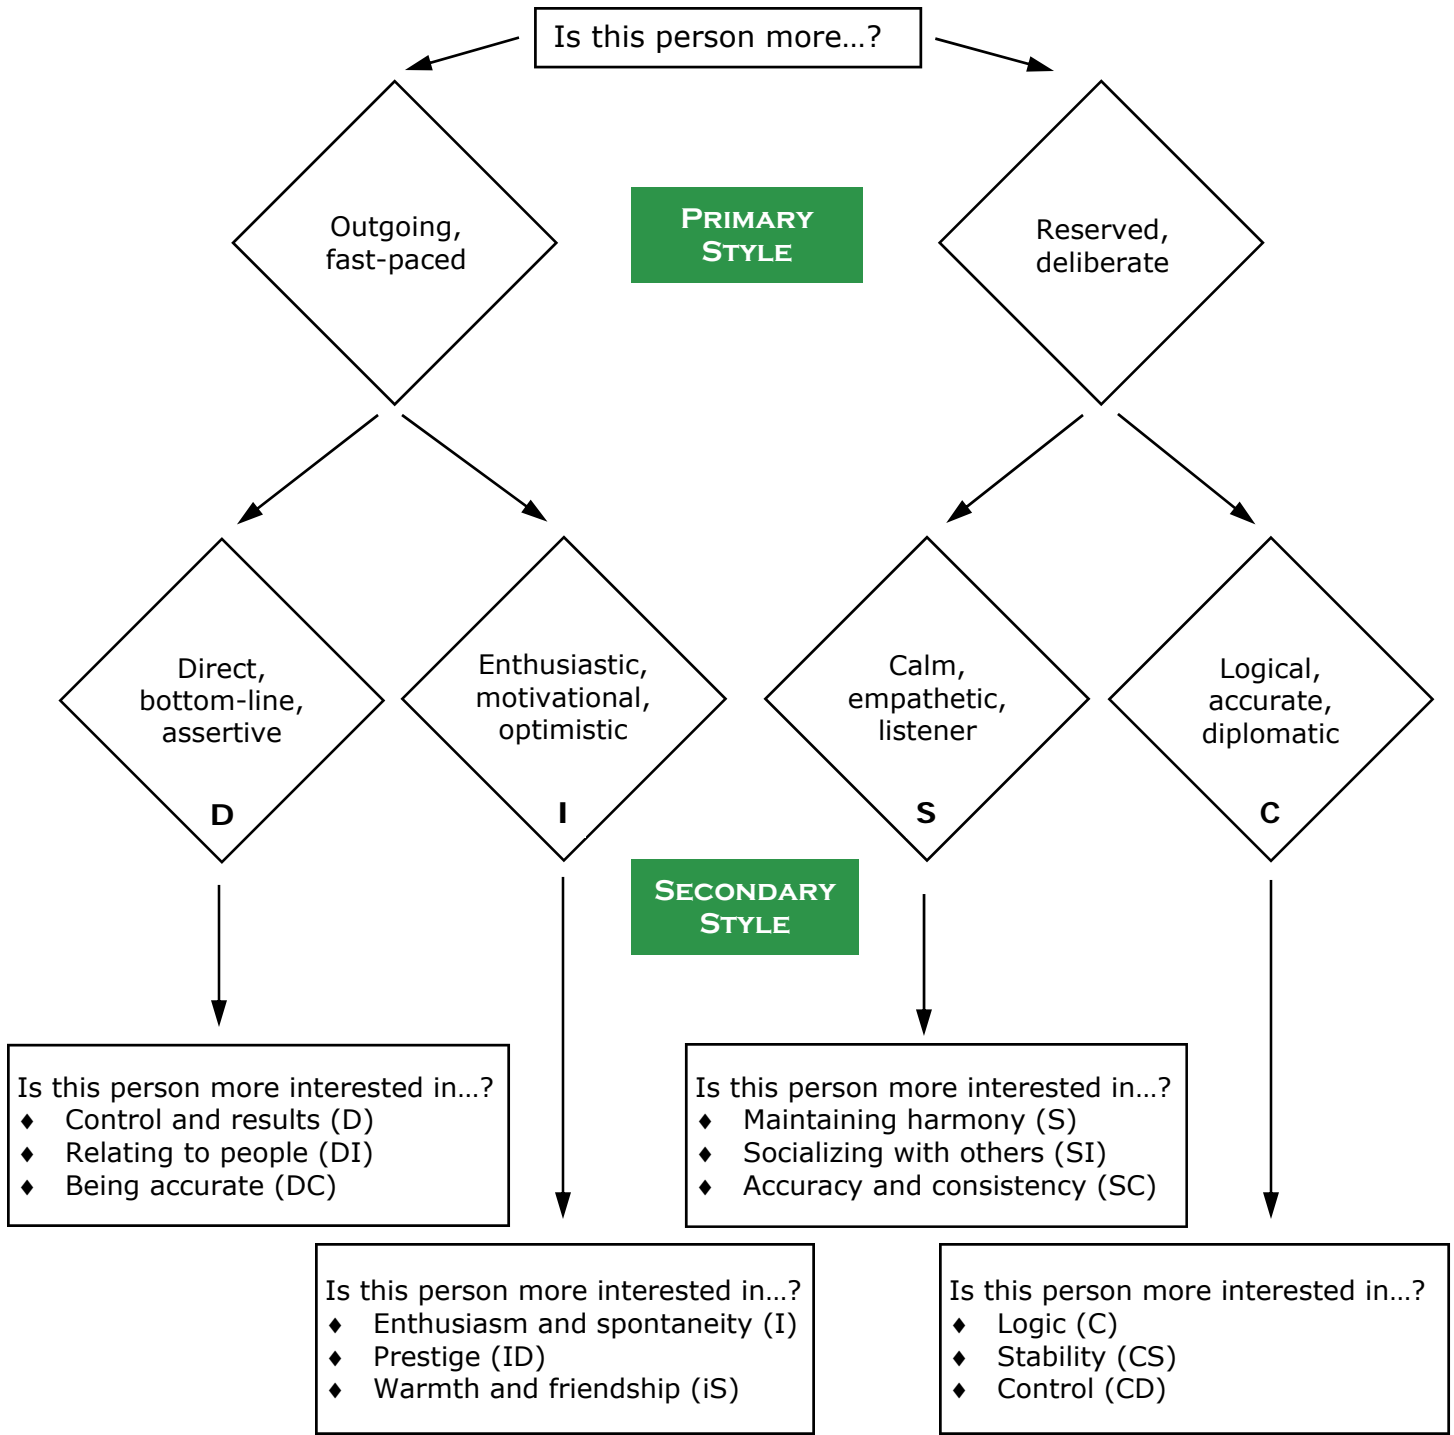 Is this person more...?
Outgoing,
fast-paced
PRIMARY
STYLE
Reserved,
deliberate
Direct,
bottom-line,
assertive
D
Enthusiastic,
motivational,
optimistic
I
Calm,
empathetic,
listener
S
Logical,
accurate,
diplomatic
C
SECONDARY
STYLE
Is this person more interested in...?
♦ Control and results (D)
♦ Relating to people (DI)
♦ Being accurate (DC)
Is this person more interested in...?
♦ Enthusiasm and spontaneity (I)
♦ Prestige (ID)
♦ Warmth and friendship (iS)
Is this person more interested in...?
♦ Maintaining harmony (S)
♦ Socializing with others (SI)
♦ Accuracy and consistency (SC)
Is this person more interested in...?
♦ Logic (C)
♦ Stability (CS)
♦ Control (CD)